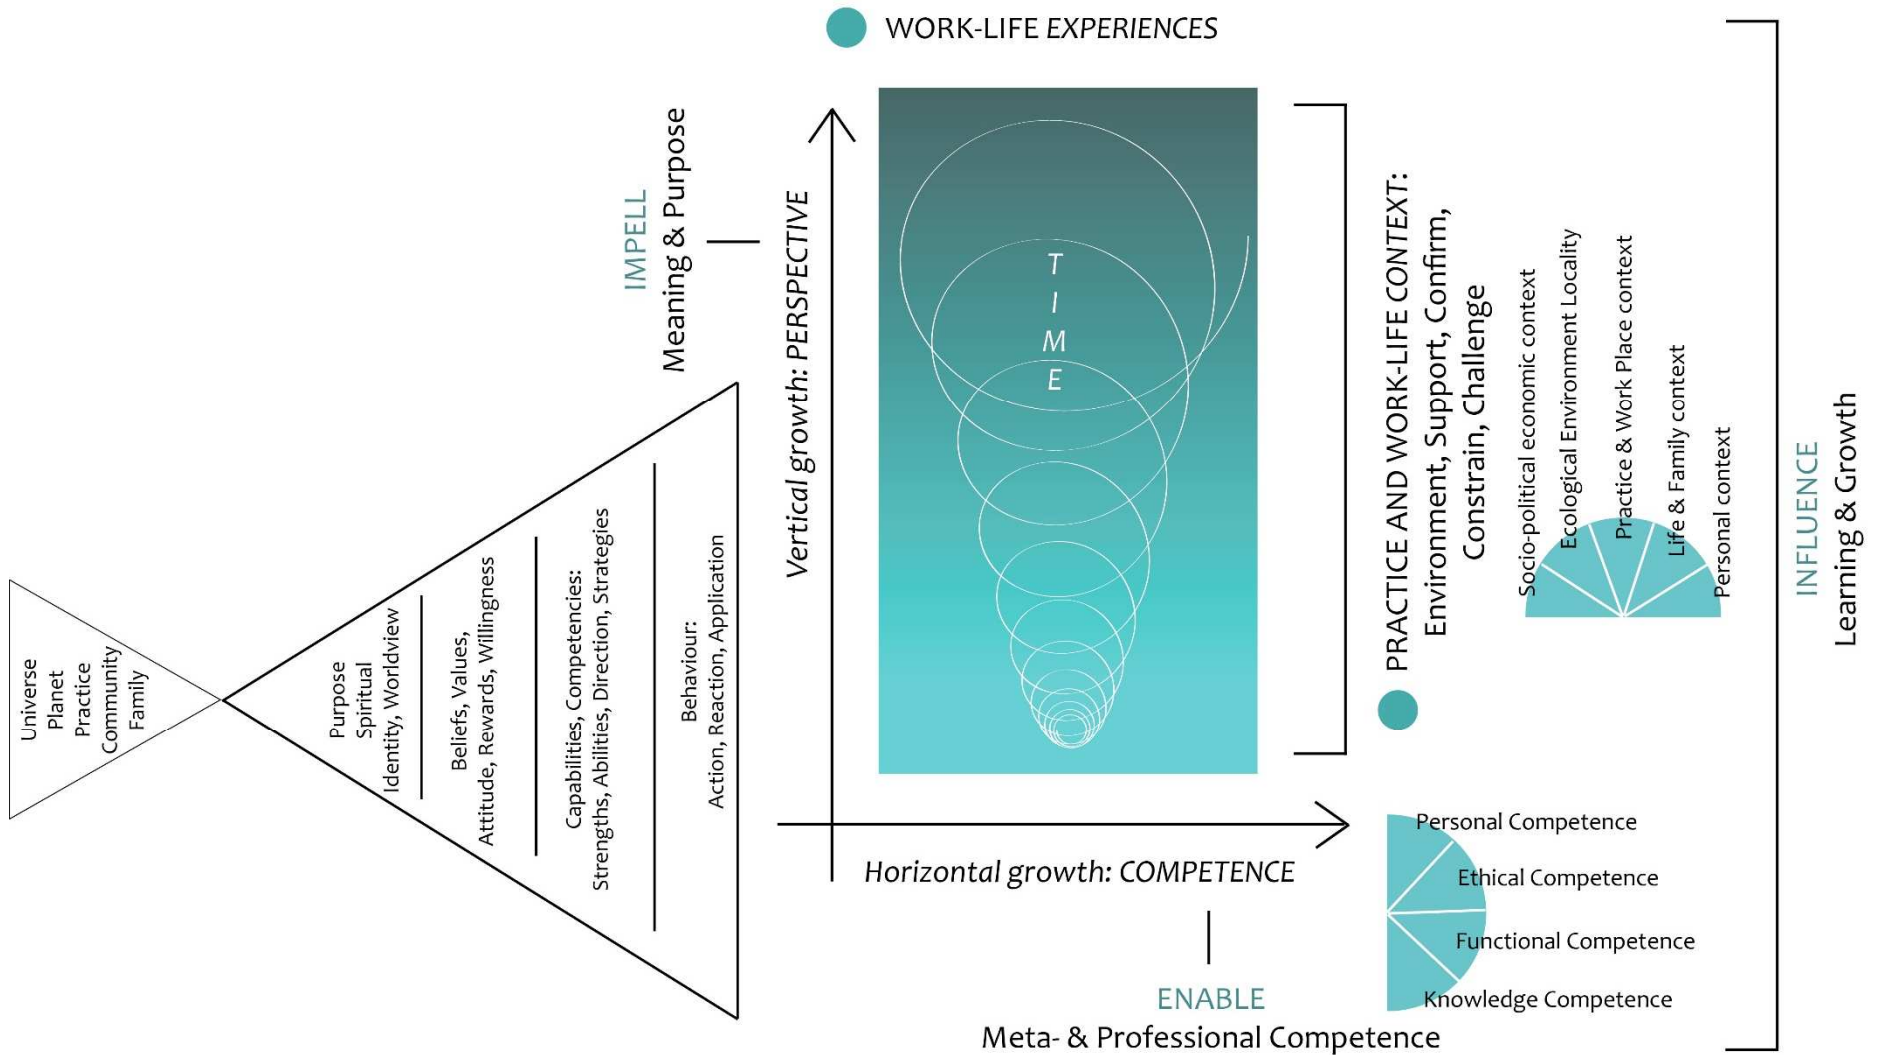 WORK-LIFE EXPERIENCES
IMPELL
Meaning & Purpose
Vertical growth: PERSPECTIVE
T
I
M
E
Universe
Planet
Practice
Community
Family
Purpose
Spiritual
Identity, Worldview
Beliefs, Values,
Attitude, Rewards, Willingness
Capabilities, Competencies:
Strengths, Abilities, Direction, Strategies
Behaviour:
Action, Reaction, Application
PRACTICE AND WORK-LIFE CONTEXT:
Environment, Support, Confirm,
Constrain, Challenge
Socio-political economic context
Ecological Environment Locality
Practice & Work Place context
Life & Family context
Personal context
INFLUENCE
Learning & Growth
Horizontal growth: COMPETENCE
ENABLE
Meta- & Professional Competence
Personal Competence
Ethical Competence
Functional Competence
Knowledge Competence